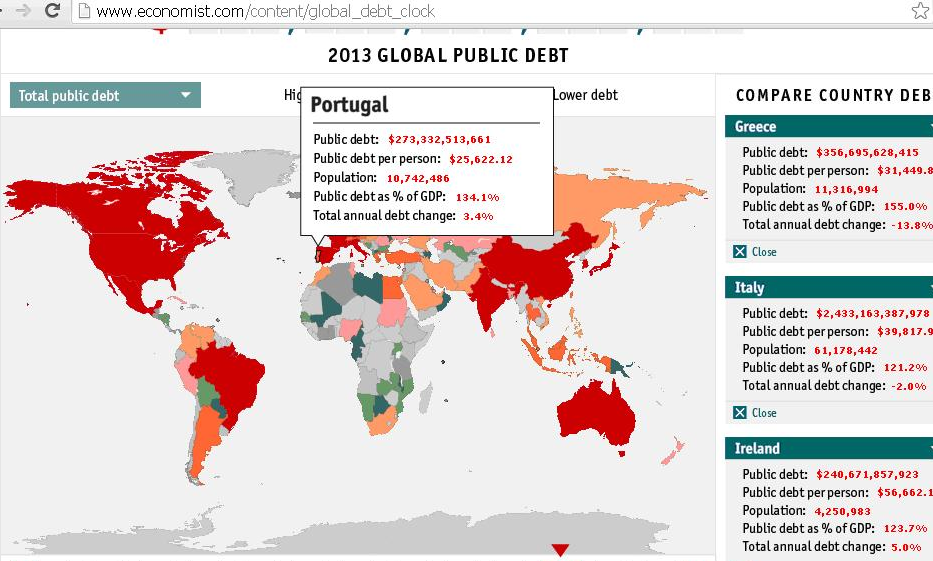 www.economist.com/content/global_debt_clock
2013 GLOBAL PUBLIC DEBT
Total public debt
Lower debt
Portugal
Public debt: $273,332,513,661
Public debt per person: $25,622.12
Population: 10,742,486
Public debt as % of GDP: 134.1%
Total annual debt change: 3.4%
COMPARE COUNTRY DEB
Greece
Public debt: $356,695,628,415
Public debt per person: $31,449.8
Population: 11,316,994
Public debt as % of GDP: 155.0%
Total annual debt change: -13.8%
Close
Italy
Public debt: $2,433,163,387,978
Public debt per person: $39,817.9
Population: 61,178,442
Public debt as % of GDP: 121.2%
Total annual debt change: -2.0%
Close
Ireland
Public debt: $240,671,857,923
Public debt per person: $56,662.1
Population: 4,250,983
Public debt as % of GDP: 123.7%
Total annual debt change: 5.0%